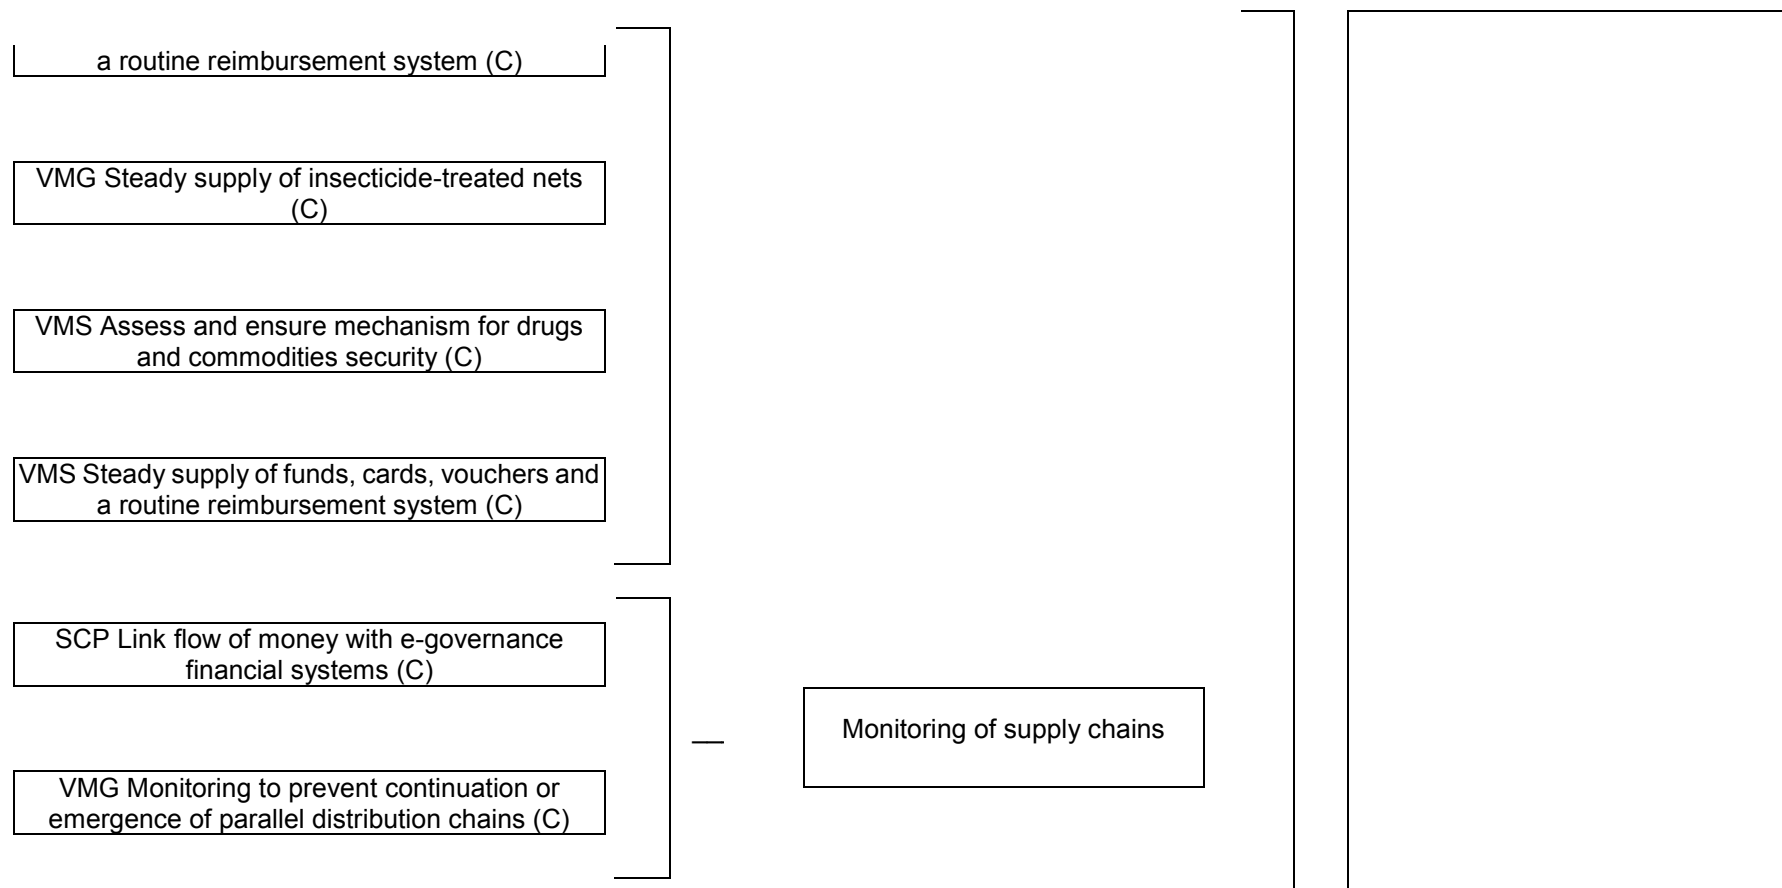 a routine reimbursement system (C)
VMG Steady supply of insecticide-treated nets
(C)
VMS Assess and ensure mechanism for drugs
and commodities security (C)
VMS Steady supply of funds, cards, vouchers and
a routine reimbursement system (C)
SCP Link flow of money with e-governance
financial systems (C)
Monitoring of supply chains
VMG Monitoring to prevent continuation or
emergence of parallel distribution chains (C)